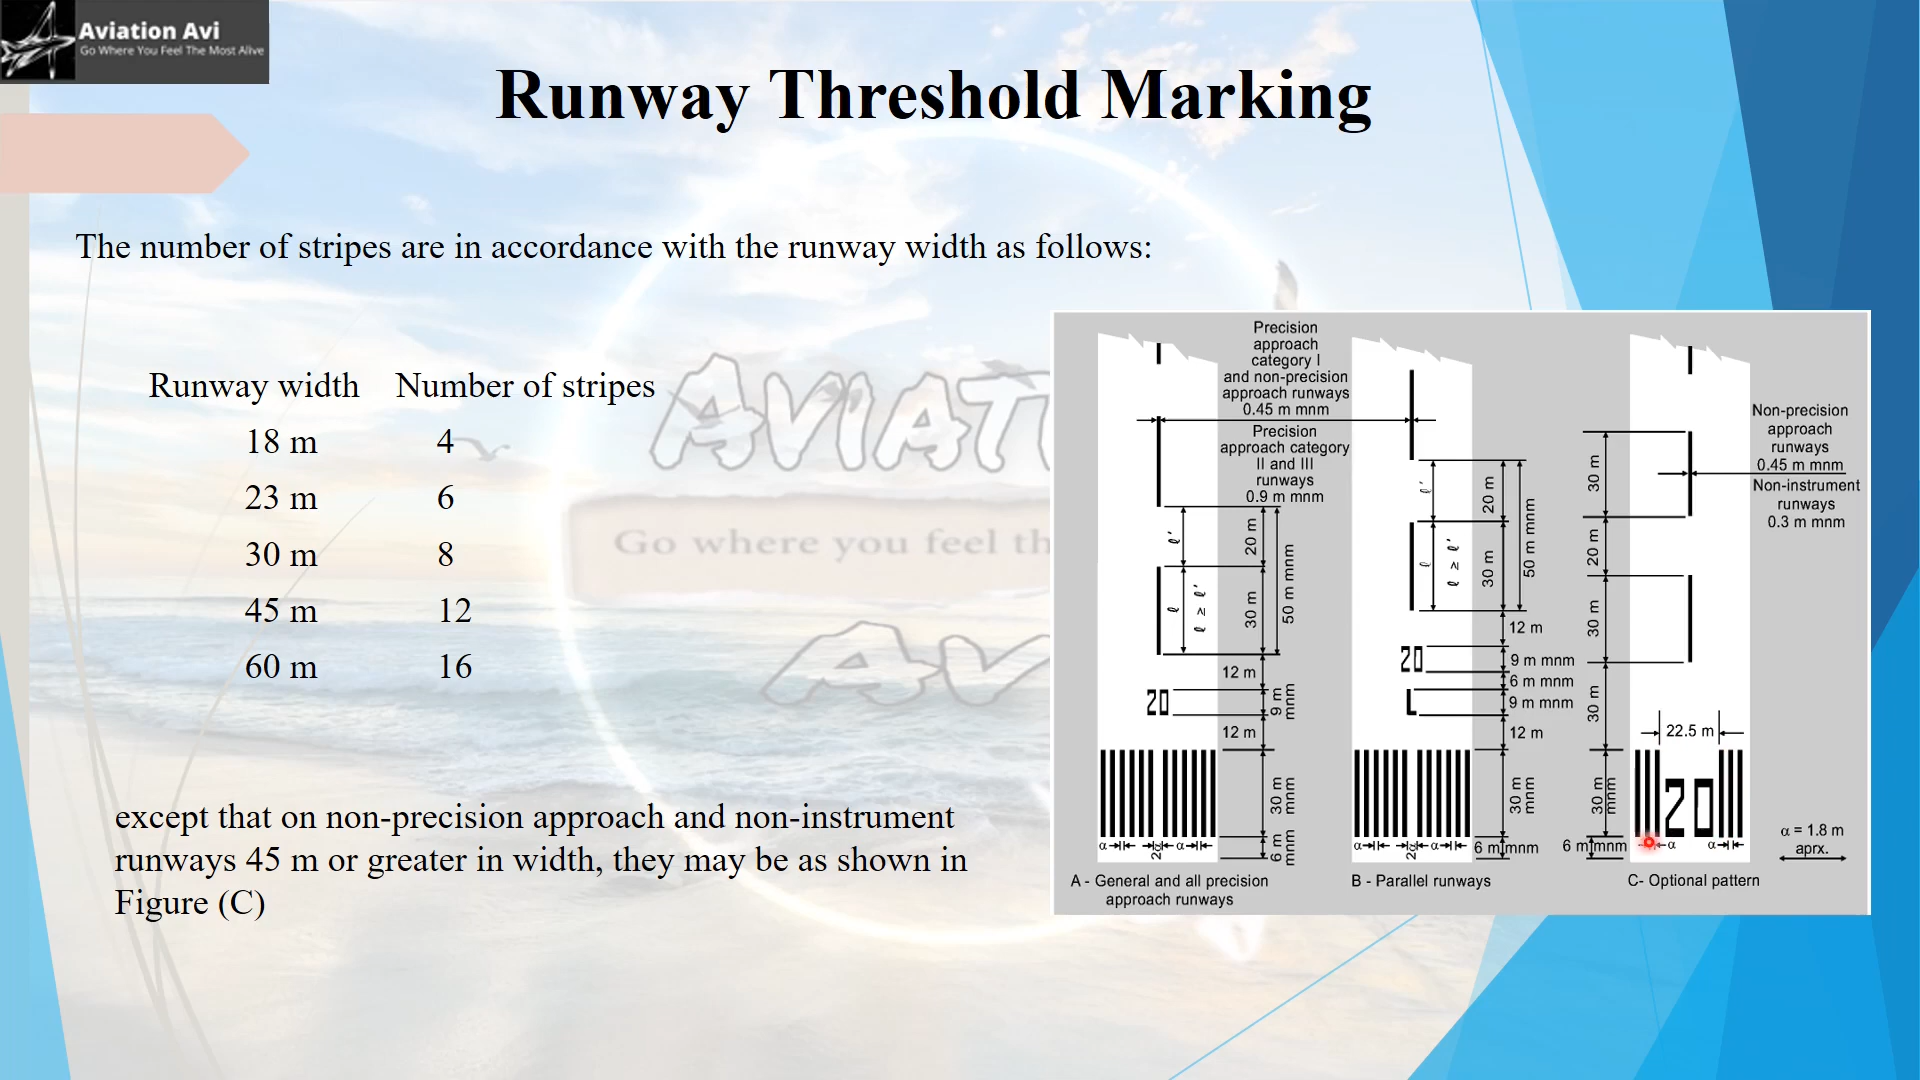 Aviation Avi
Go Where You Feel The Most Alive
Runway Threshold Marking
The number of stripes are in accordance with the runway width as follows:
Runway width Number of stripes
18 m 4
23 m 6
30 m 8
45 m 12
60 m 16
except that on non-precision approach and non-instrument
runways 45 m or greater in width, they may be as shown in
Figure (C)
AVIAT
Go where you feel th
AV
Precision
approach
category I
and non-precision
approach runways
0.45 m mnm
Precision
approach category
II and III
runways
0.9 m mnm
ℓ'
20 m
50 m mnm
ℓ
ℓ ≥ ℓ'
30 m
12 m
20
9 m
mnm
12 m
30 m
mnm
6 m
mnm
α
2α
α
A - General and all precision
approach runways
ℓ'
20 m
50 m mnm
ℓ
ℓ ≥ ℓ'
30 m
12 m
20
9 m mnm
6 m mnm
L
9 m mnm
12 m
30 m
mnm
6 m mnm
α
2α
α
B - Parallel runways
Non-precision
approach
runways
0.45 m mnm
Non-instrument
runways
0.3 m mnm
30 m
20 m
30 m
30 m
22.5 m
30 m
mnm
20
6 m mnm
α
α
α = 1.8 m
aprx.
C- Optional pattern